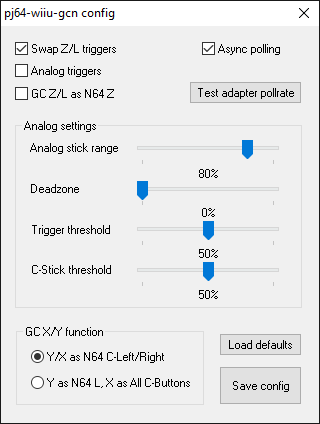 pj64-wiiu-gcn config
Swap Z/L triggers
Async polling
Analog triggers
GC Z/L as N64 Z
Test adapter pollrate
Analog settings
Analog stick range
80%
Deadzone
0%
Trigger threshold
50%
C-Stick threshold
50%
GC X/Y function
Y/X as N64 C-Left/Right
Y as N64 L, X as All C-Buttons
Load defaults
Save config